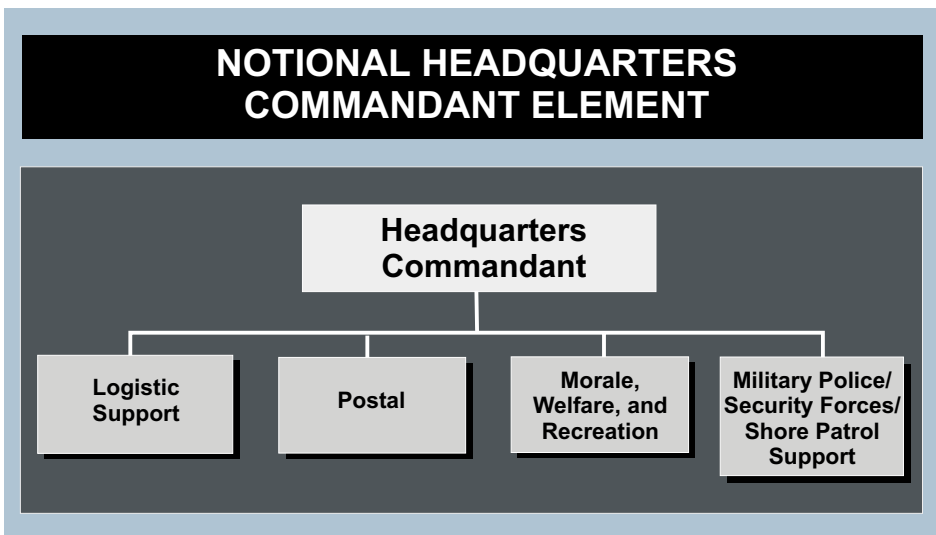 NOTIONAL HEADQUARTERS
COMMANDANT ELEMENT
Headquarters
Commandant
Logistic
Support
Postal
Morale,
Welfare, and
Recreation
Military Police/
Security Forces/
Shore Patrol
Support